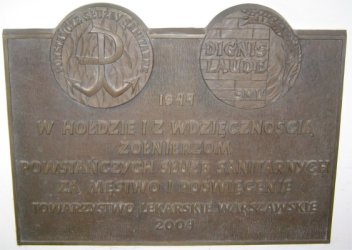 DIGNIS
LAUDE
1944
W HOŁDZIE I Z WDZIĘCZNOŚCIĄ
ŻOŁNIERZOM
POWSTAŃCZYCH SŁUŻB SANITARNYCH
ZA MĘSTWO I POŚWIĘCENIE
TOWARZYSTWO LEKARSKIE WARSZAWSKIE
2004